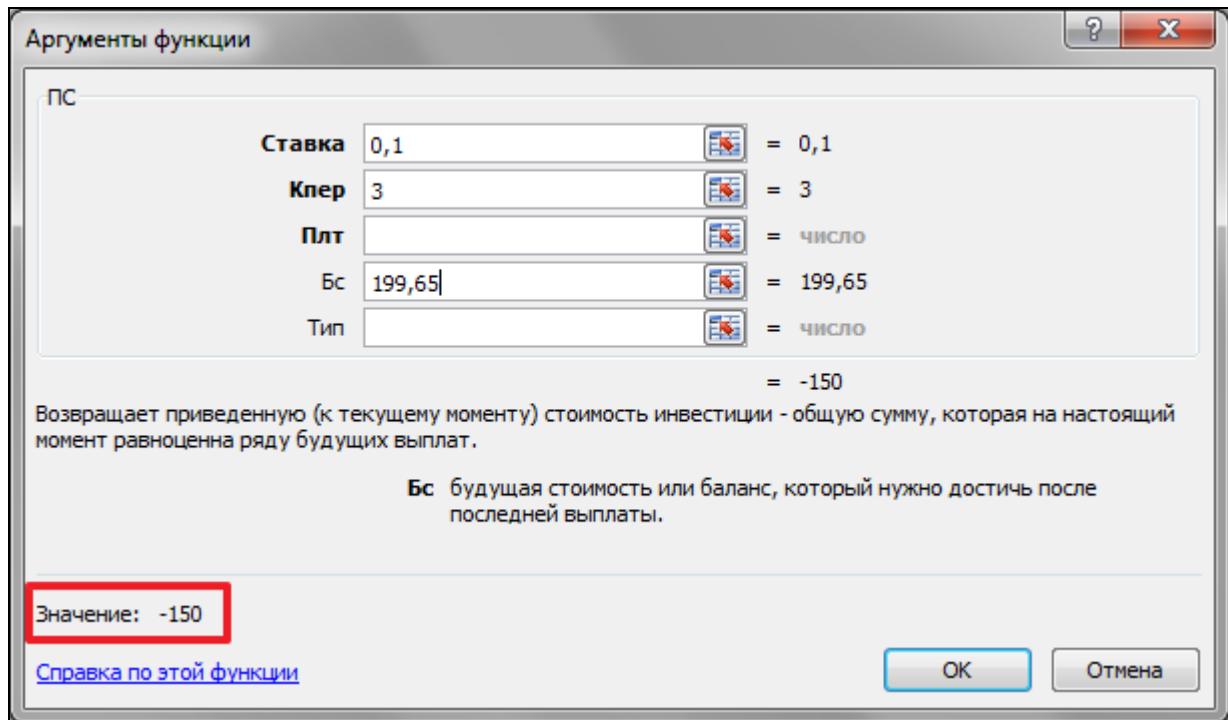 Аргументы функции
ПС
Ставка 0,1 = 0,1
Кпер 3 = 3
Плт = число
Бс 199,65 = 199,65
Тип = число
= -150
Возвращает приведенную (к текущему моменту) стоимость инвестиции - общую сумму, которая на настоящий
момент равноценна ряду будущих выплат.
Бс будущая стоимость или баланс, который нужно достичь после
последней выплаты.
Значение: -150
Справка по этой функции
ОК
Отмена